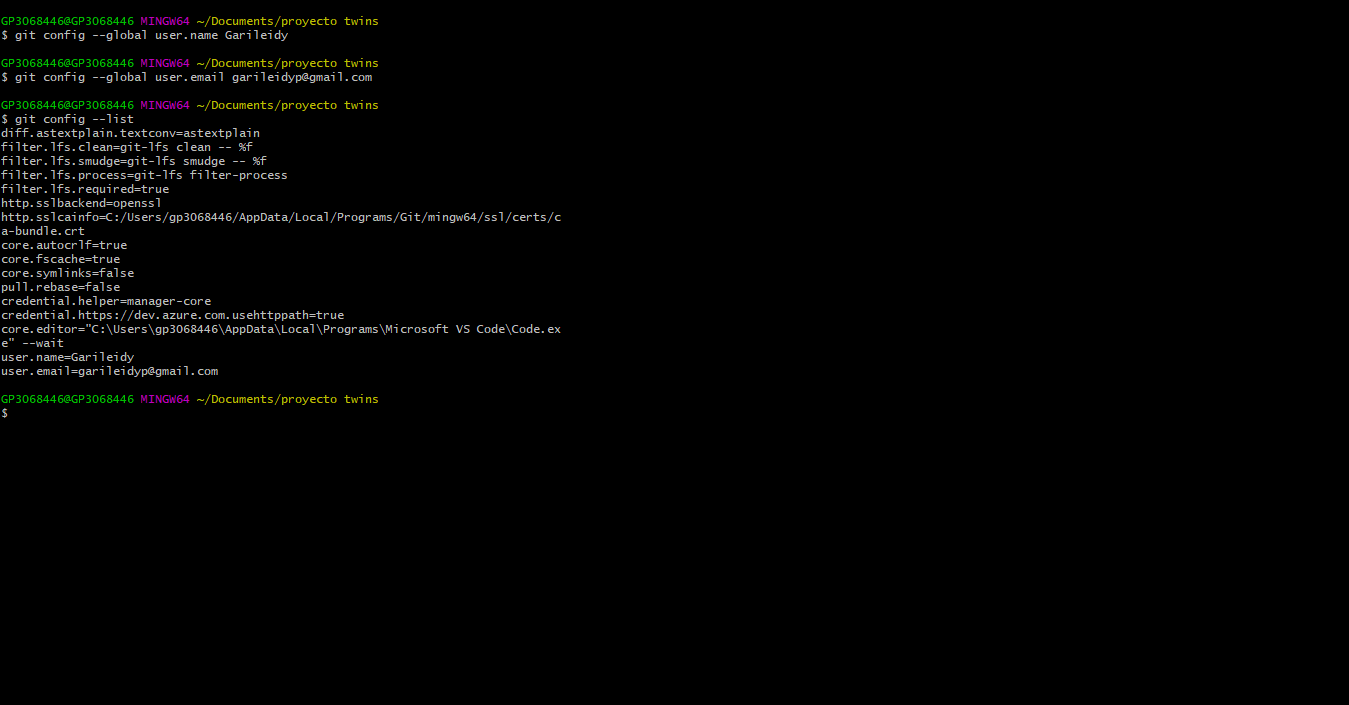 GP3068446@GP3068446 MINGW64 ~/Documents/proyecto twins
$ git config --global user.name Garileidy
GP3068446@GP3068446 MINGW64 ~/Documents/proyecto twins
$ git config --global user.email garileidyp@gmail.com
GP3068446@GP3068446 MINGW64 ~/Documents/proyecto twins
$ git config --list
diff.astextplain.textconv=astextplain
filter.lfs.clean=git-lfs clean -- %f
filter.lfs.smudge=git-lfs smudge -- %f
filter.lfs.process=git-lfs filter-process
filter.lfs.required=true
http.sslbackend=openssl
http.sslcainfo=C:/Users/gp3068446/AppData/Local/Programs/Git/mingw64/ssl/certs/c
a-bundle.crt
core.autocrlf=true
core.fscache=true
core.symlinks=false
pull.rebase=false
credential.helper=manager-core
credential.https://dev.azure.com.usehttppath=true
core.editor="C:\Users\gp3068446\AppData\Local\Programs\Microsoft VS Code\Code.ex
e" --wait
user.name=Garileidy
user.email=garileidyp@gmail.com
GP3068446@GP3068446 MINGW64 ~/Documents/proyecto twins
$